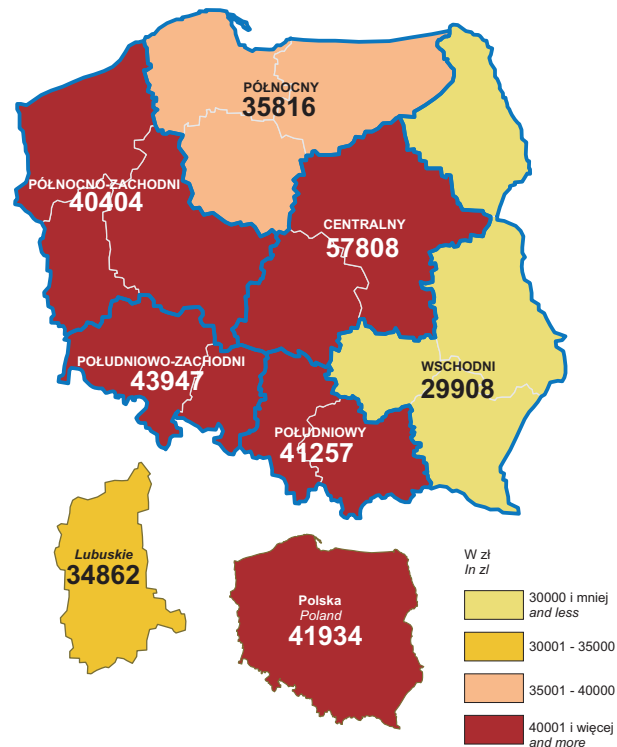 PÓŁNOCNY
35816
PÓŁNOCNO-ZACHODNI
40404
CENTRALNY
57808
POŁUDNIOWO-ZACHODNI
43947
WSCHODNI
29908
POŁUDNIOWY
41257
Lubuskie
34862
Polska
Poland
41934
W zł
In zl
30000 i mniej
and less
30001 - 35000
35001 - 40000
40001 i więcej
and more